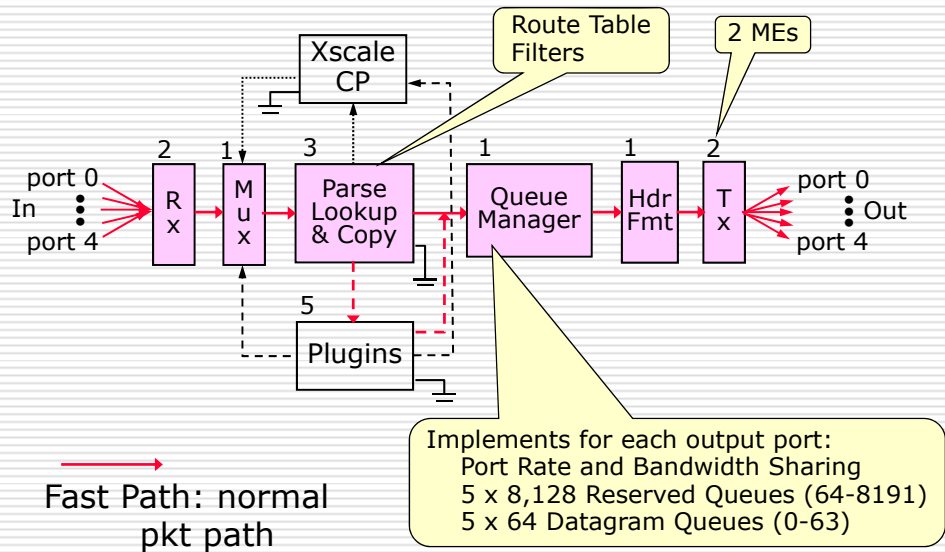 Route Table
Filters
2 MEs
Xscale
CP
2
1
3
1
1
2
port 0
In
port 4
R
x
M
u
x
Parse
Lookup
& Copy
Queue
Manager
Hdr
Fmt
T
x
port 0
Out
port 4
5
Plugins
Implements for each output port:
Port Rate and Bandwidth Sharing
5 x 8,128 Reserved Queues (64-8191)
5 x 64 Datagram Queues (0-63)
Fast Path: normal
pkt path